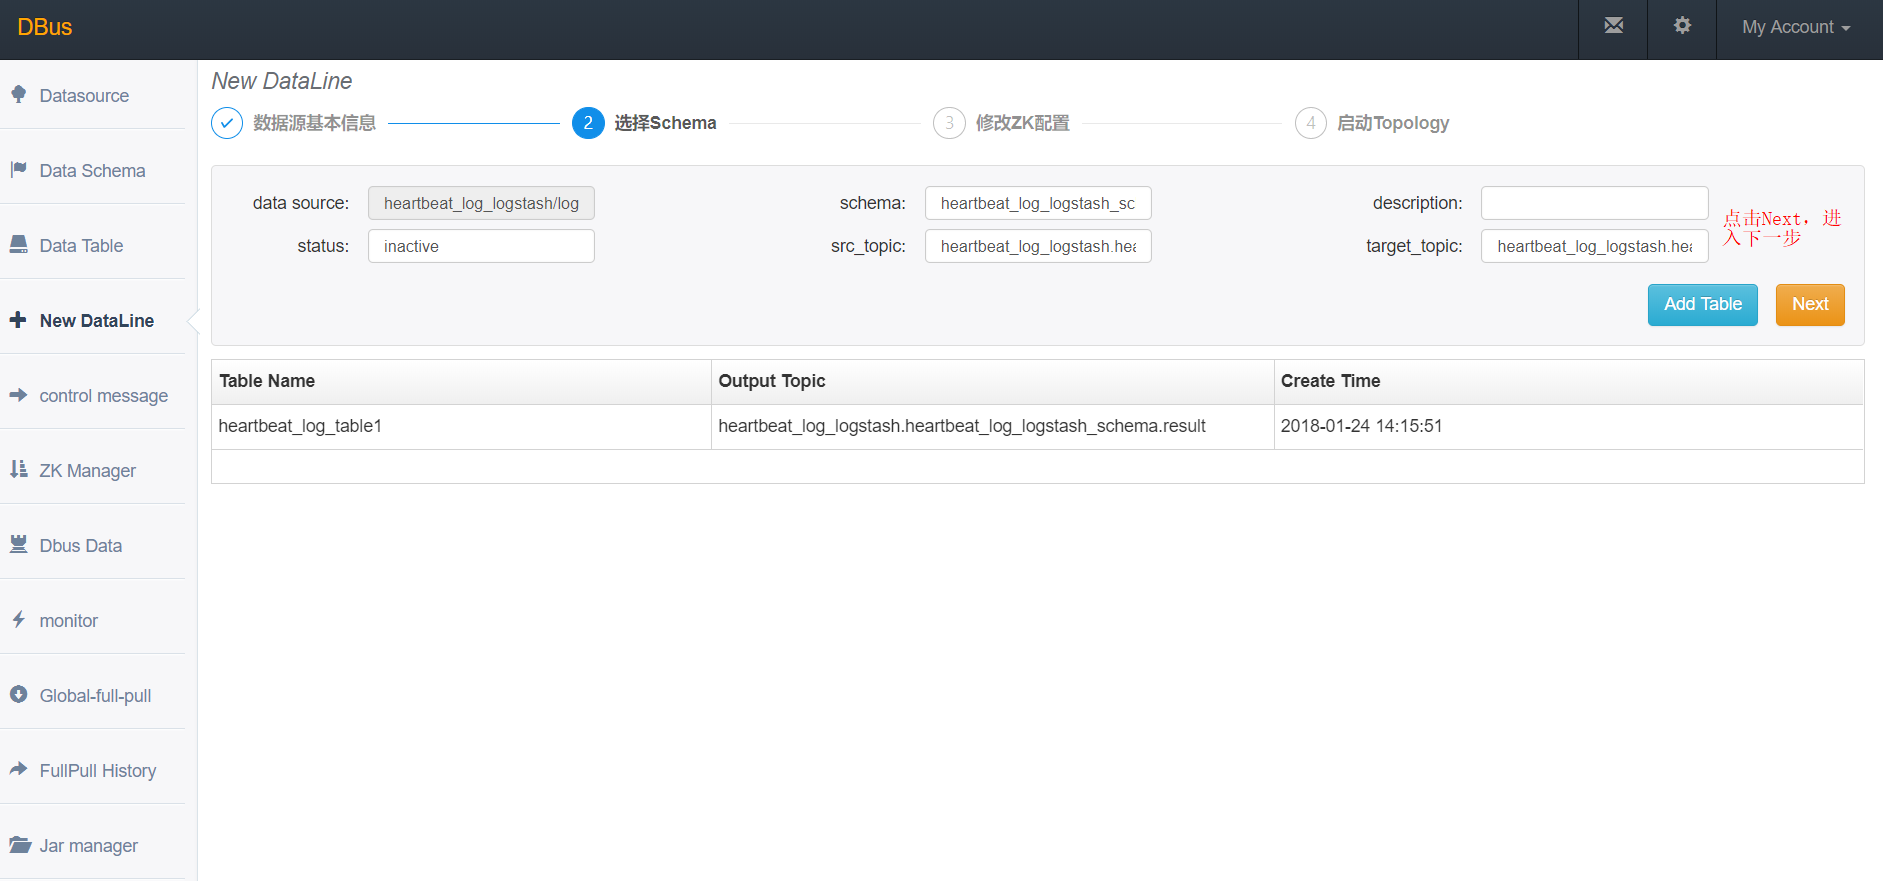 DBus
My Account
Datasource
Data Schema
Data Table
New DataLine
control message
ZK Manager
Dbus Data
monitor
Global-full-pull
FullPull History
Jar manager
New DataLine
数据源基本信息
2 选择Schema
3 修改ZK配置
4 启动Topology
data source: heartbeat_log_logstash/log
schema: heartbeat_log_logstash_sc
description:
status: inactive
src_topic: heartbeat_log_logstash.hea
target_topic: heartbeat_log_logstash.hea
点击Next，进
入下一步
Add Table
Next
Table Name Output Topic Create Time
heartbeat_log_table1 heartbeat_log_logstash.heartbeat_log_logstash_schema.result 2018-01-24 14:15:51